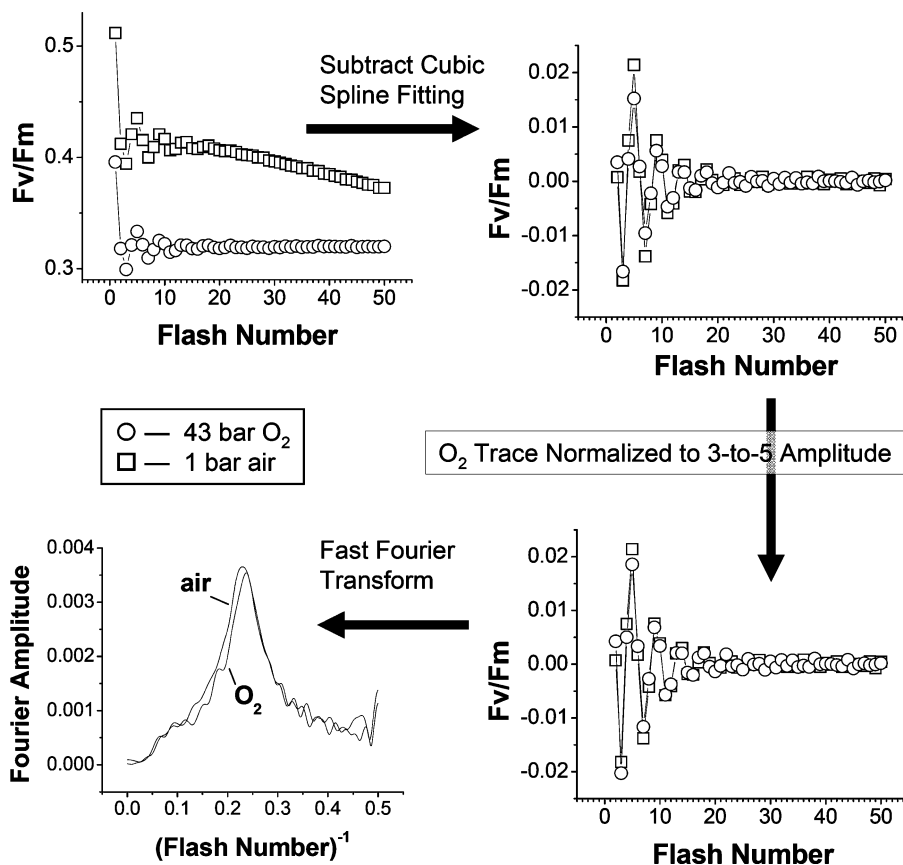 0.5
0.4
0.3
Fv/Fm
0 10 20 30 40 50
Flash Number
Subtract Cubic
Spline Fitting
0.02
0.01
0.00
-0.01
-0.02
Fv/Fm
0 10 20 30 40 50
Flash Number
43 bar O₂
1 bar air
O₂ Trace Normalized to 3-to-5 Amplitude
0.004
0.003
0.002
0.001
0.000
Fourier Amplitude
air
O₂
0.0 0.1 0.2 0.3 0.4 0.5
(Flash Number)⁻¹
Fast Fourier
Transform
0.02
0.01
0.00
-0.01
-0.02
Fv/Fm
0 10 20 30 40 50
Flash Number